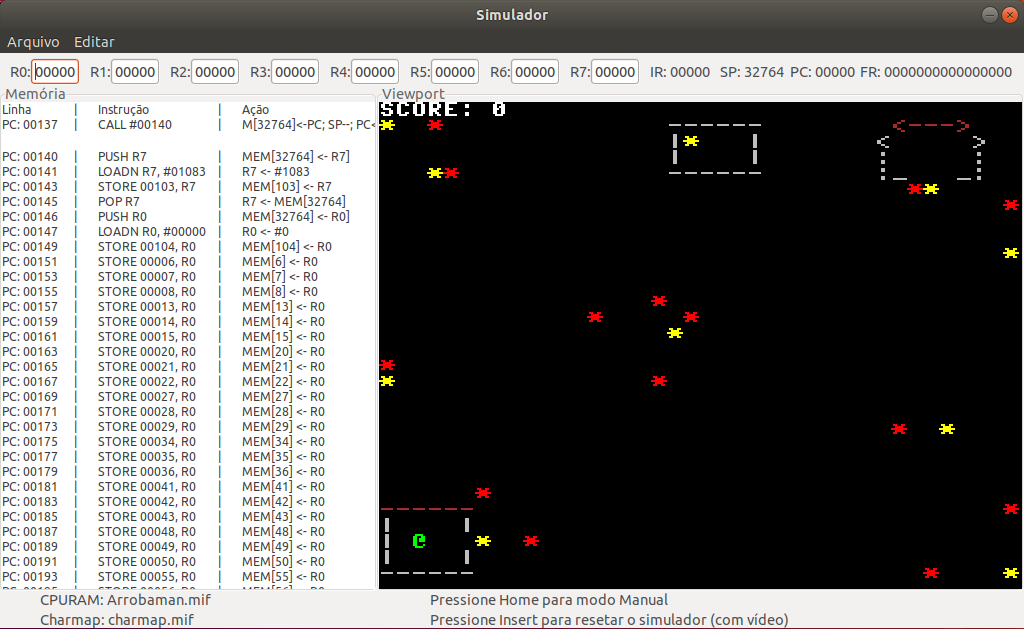 Simulador
Arquivo Editar
R0: 00000 R1: 00000 R2: 00000 R3: 00000 R4: 00000 R5: 00000 R6: 00000 R7: 00000 IR: 00000 SP: 32764 PC: 00000 FR: 0000000000000000
Memória
Linha | Instrução | Ação
PC: 00137 | CALL #00140 | M[32764]<-PC; SP--; PC<
PC: 00140 | PUSH R7 | MEM[32764] <- R7]
PC: 00141 | LOADN R7, #01083 | R7 <- #1083
PC: 00143 | STORE 00103, R7 | MEM[103] <- R7
PC: 00145 | POP R7 | R7 <- MEM[32764]
PC: 00146 | PUSH R0 | MEM[32764] <- R0]
PC: 00147 | LOADN R0, #00000 | R0 <- #0
PC: 00149 | STORE 00104, R0 | MEM[104] <- R0
PC: 00151 | STORE 00006, R0 | MEM[6] <- R0
PC: 00153 | STORE 00007, R0 | MEM[7] <- R0
PC: 00155 | STORE 00008, R0 | MEM[8] <- R0
PC: 00157 | STORE 00013, R0 | MEM[13] <- R0
PC: 00159 | STORE 00014, R0 | MEM[14] <- R0
PC: 00161 | STORE 00015, R0 | MEM[15] <- R0
PC: 00163 | STORE 00020, R0 | MEM[20] <- R0
PC: 00165 | STORE 00021, R0 | MEM[21] <- R0
PC: 00167 | STORE 00022, R0 | MEM[22] <- R0
PC: 00169 | STORE 00027, R0 | MEM[27] <- R0
PC: 00171 | STORE 00028, R0 | MEM[28] <- R0
PC: 00173 | STORE 00029, R0 | MEM[29] <- R0
PC: 00175 | STORE 00034, R0 | MEM[34] <- R0
PC: 00177 | STORE 00035, R0 | MEM[35] <- R0
PC: 00179 | STORE 00036, R0 | MEM[36] <- R0
PC: 00181 | STORE 00041, R0 | MEM[41] <- R0
PC: 00183 | STORE 00042, R0 | MEM[42] <- R0
PC: 00185 | STORE 00043, R0 | MEM[43] <- R0
PC: 00187 | STORE 00048, R0 | MEM[48] <- R0
PC: 00189 | STORE 00049, R0 | MEM[49] <- R0
PC: 00191 | STORE 00050, R0 | MEM[50] <- R0
PC: 00193 | STORE 00055, R0 | MEM[55] <- R0
Viewport
SCORE: 0
@
CPURAM: Arrobaman.mif
Charmap: charmap.mif
Pressione Home para modo Manual
Pressione Insert para resetar o simulador (com vídeo)